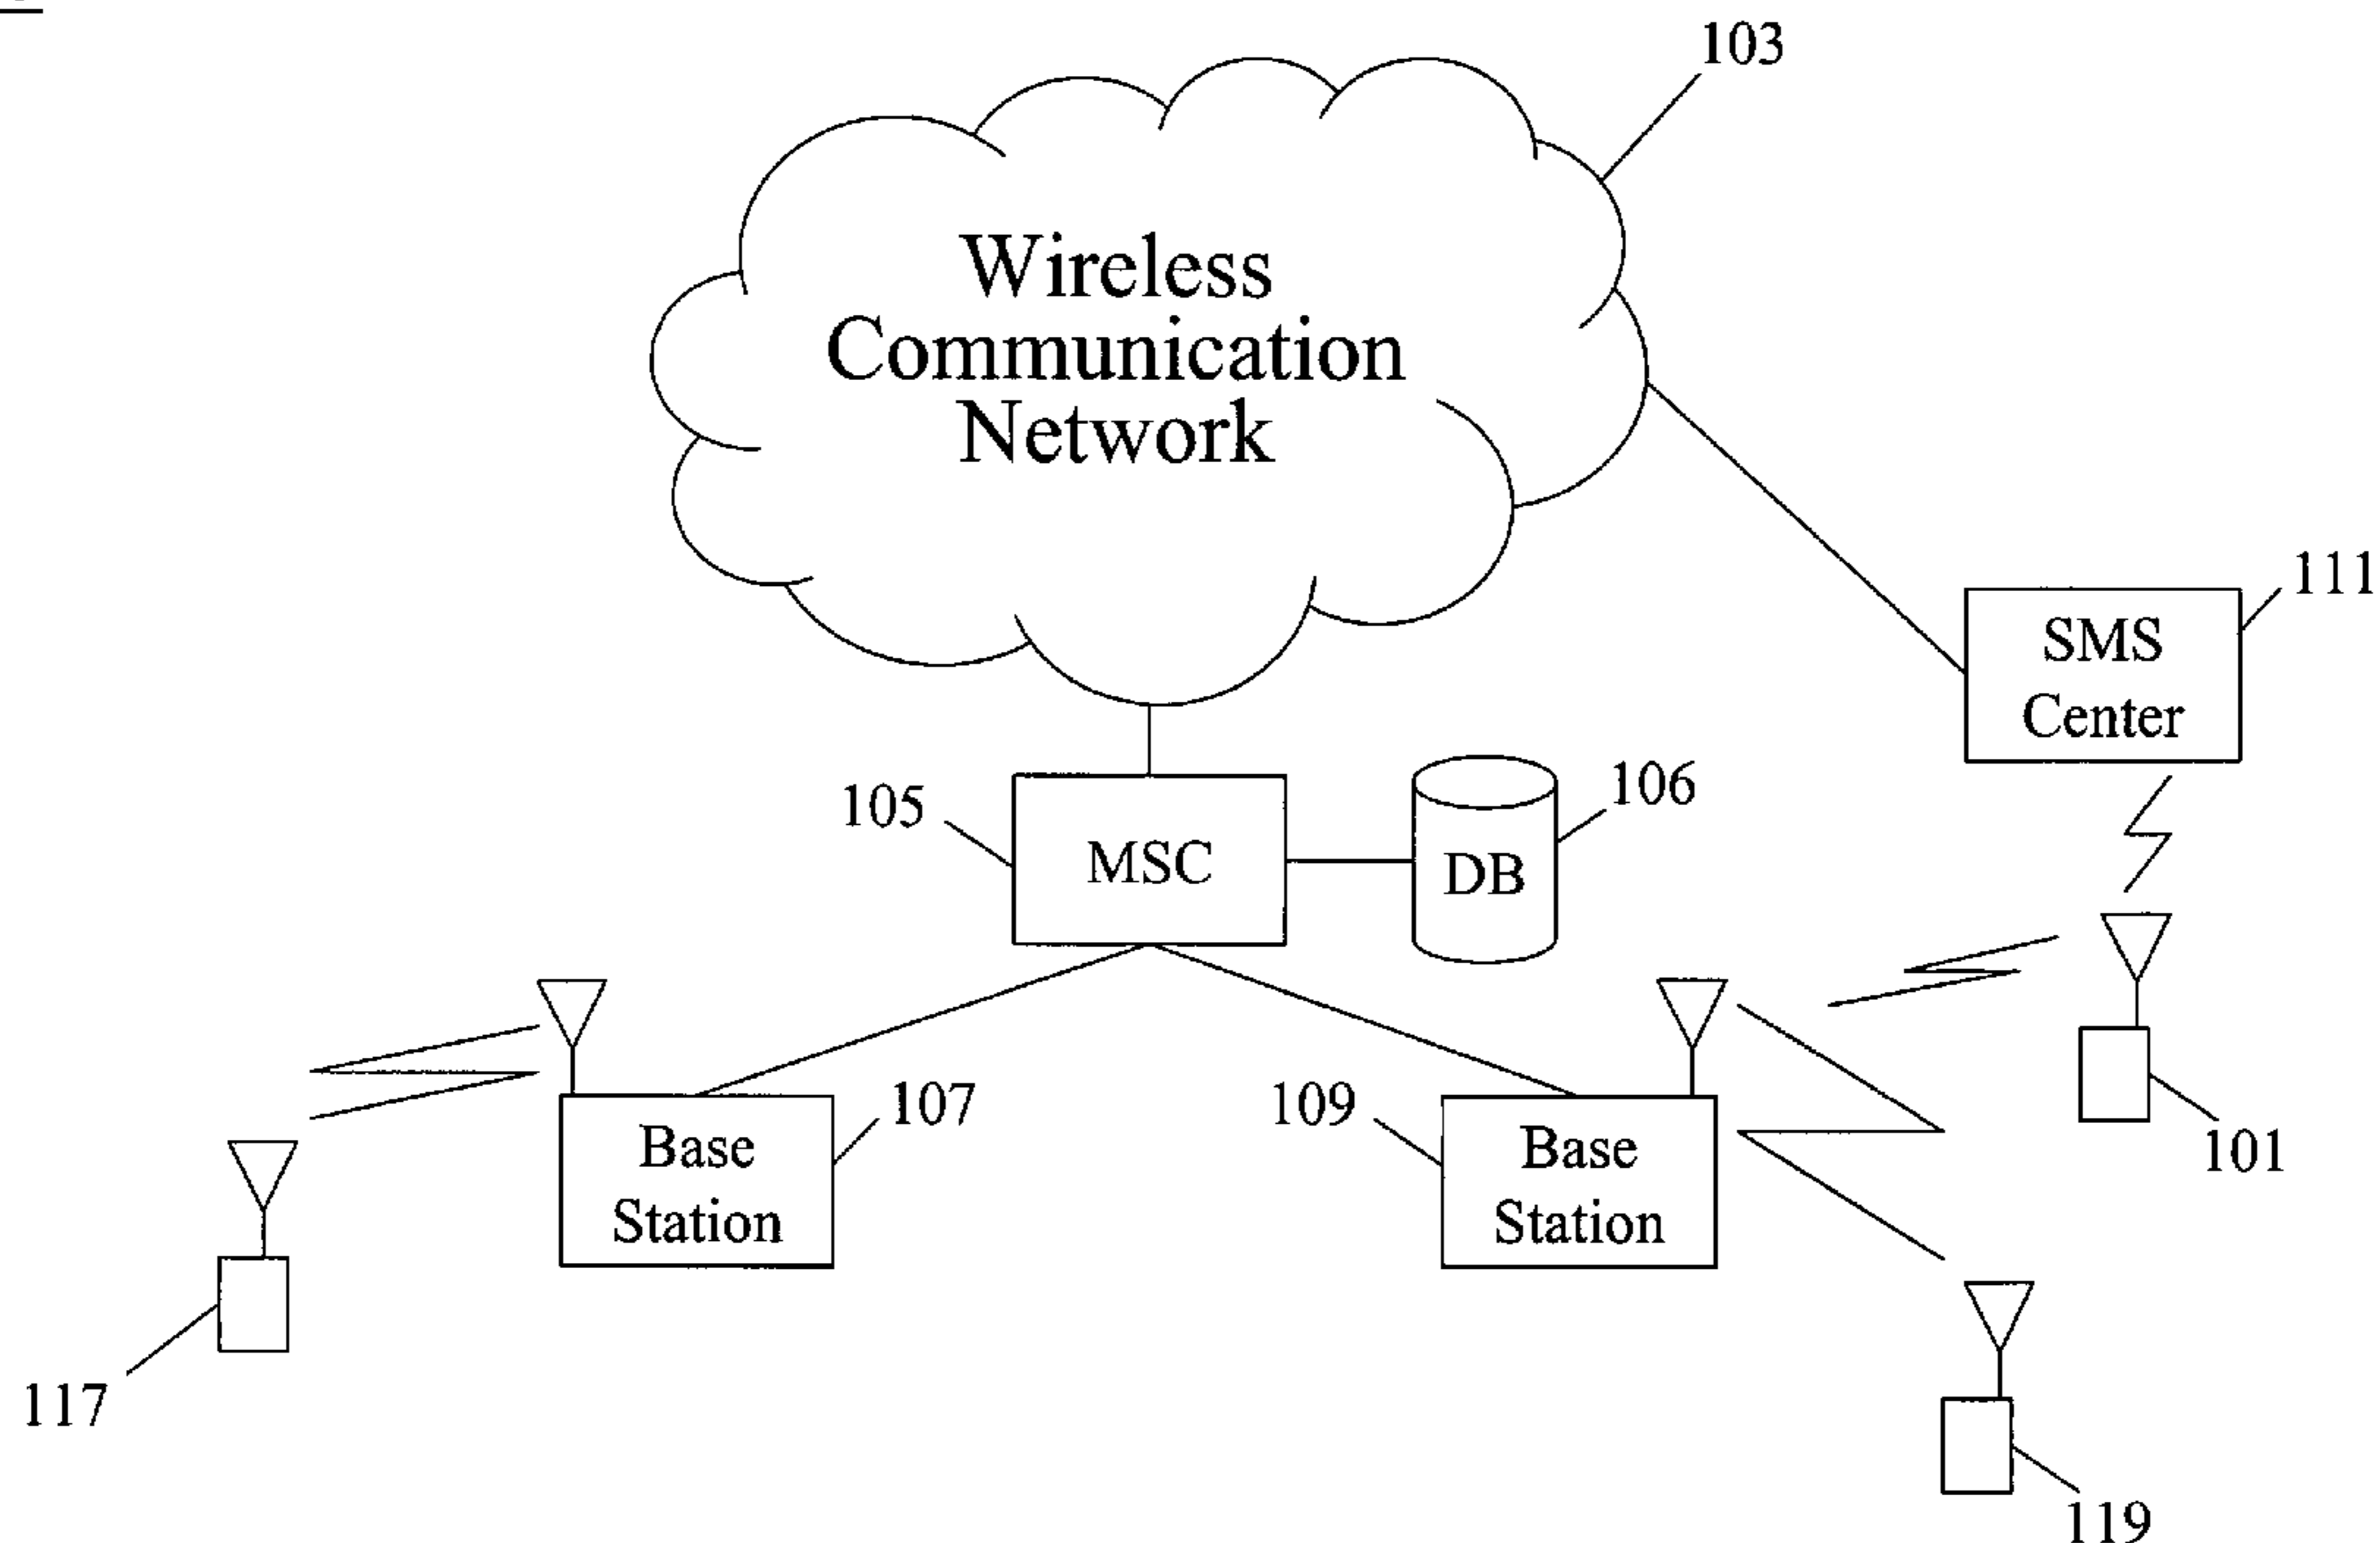 103
Wireless
Communication
Network
111
SMS
Center
105
MSC
106
DB
107
Base
Station
109
Base
Station
101
117
119